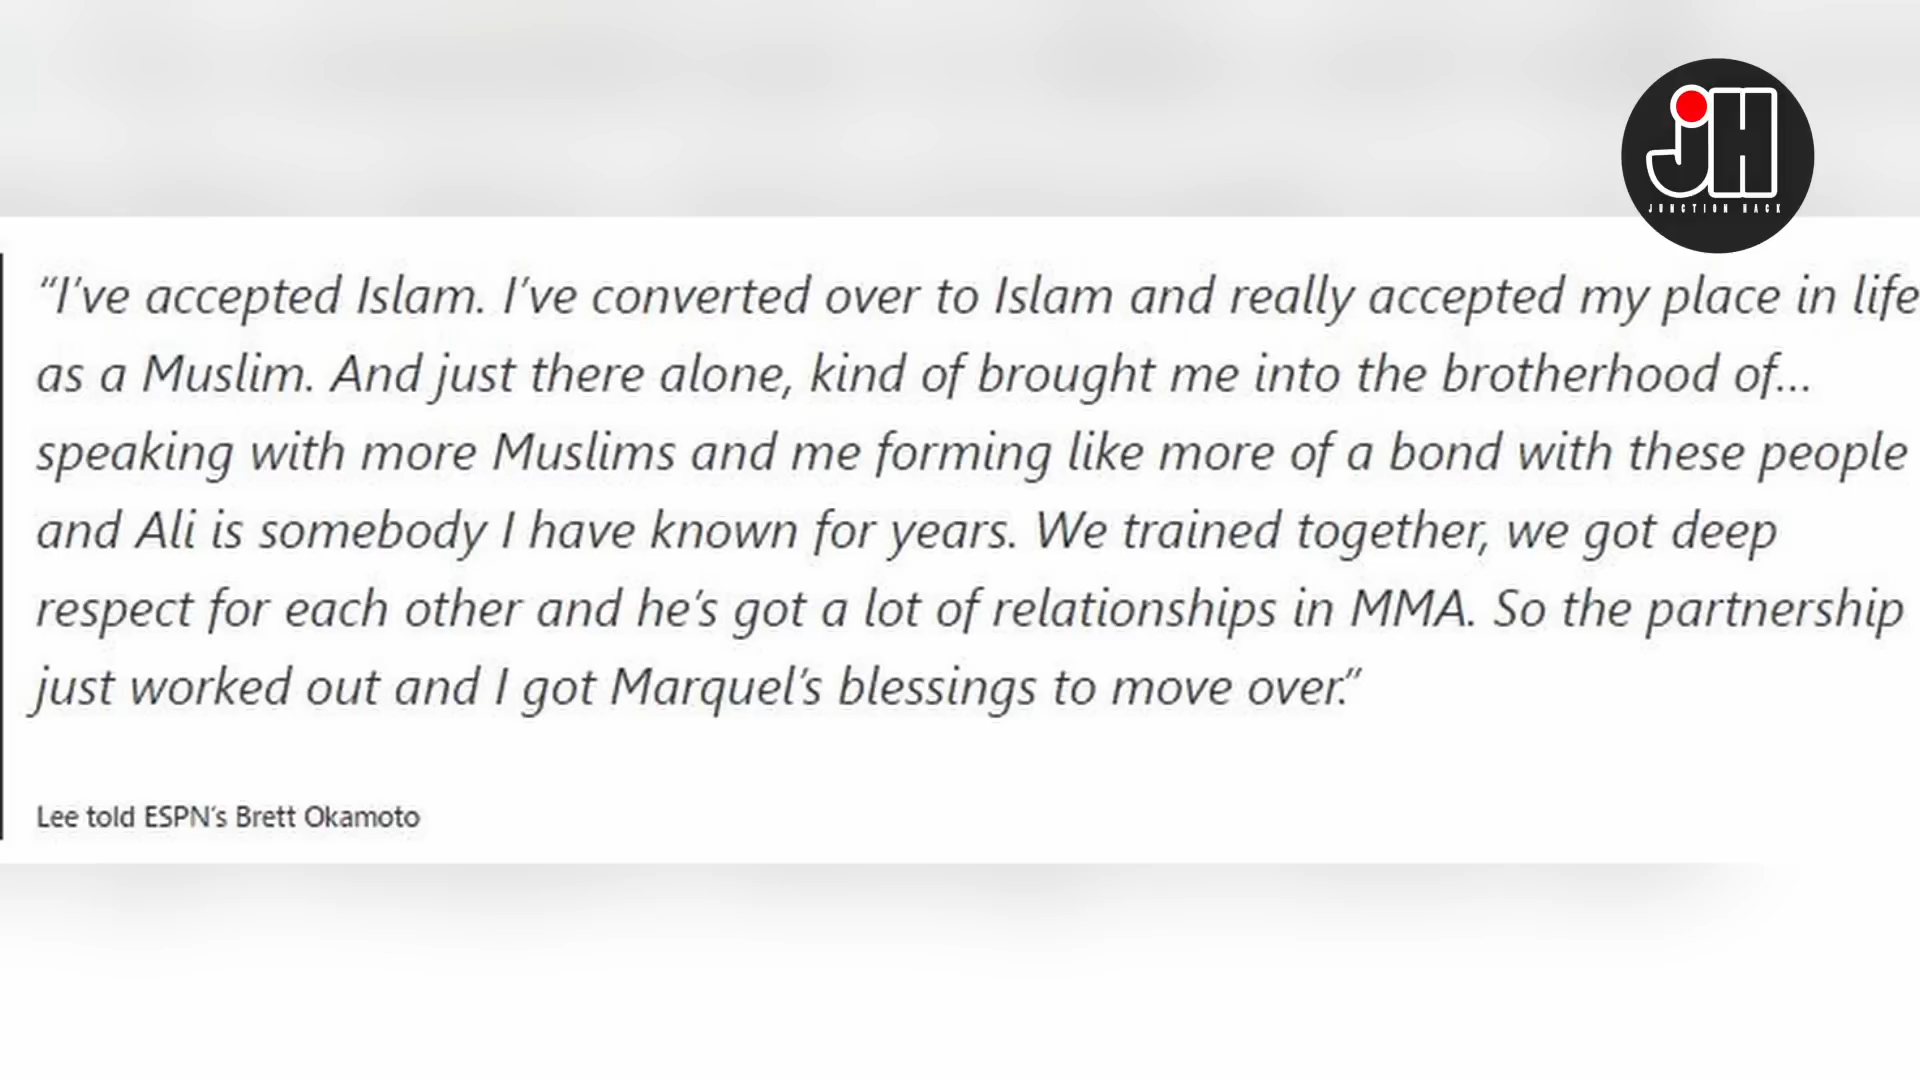 JH
JUNCTION HACK
“I’ve accepted Islam. I’ve converted over to Islam and really accepted my place in life
as a Muslim. And just there alone, kind of brought me into the brotherhood of...
speaking with more Muslims and me forming like more of a bond with these people
and Ali is somebody I have known for years. We trained together, we got deep
respect for each other and he’s got a lot of relationships in MMA. So the partnership
just worked out and I got Marquel’s blessings to move over.”
Lee told ESPN’s Brett Okamoto